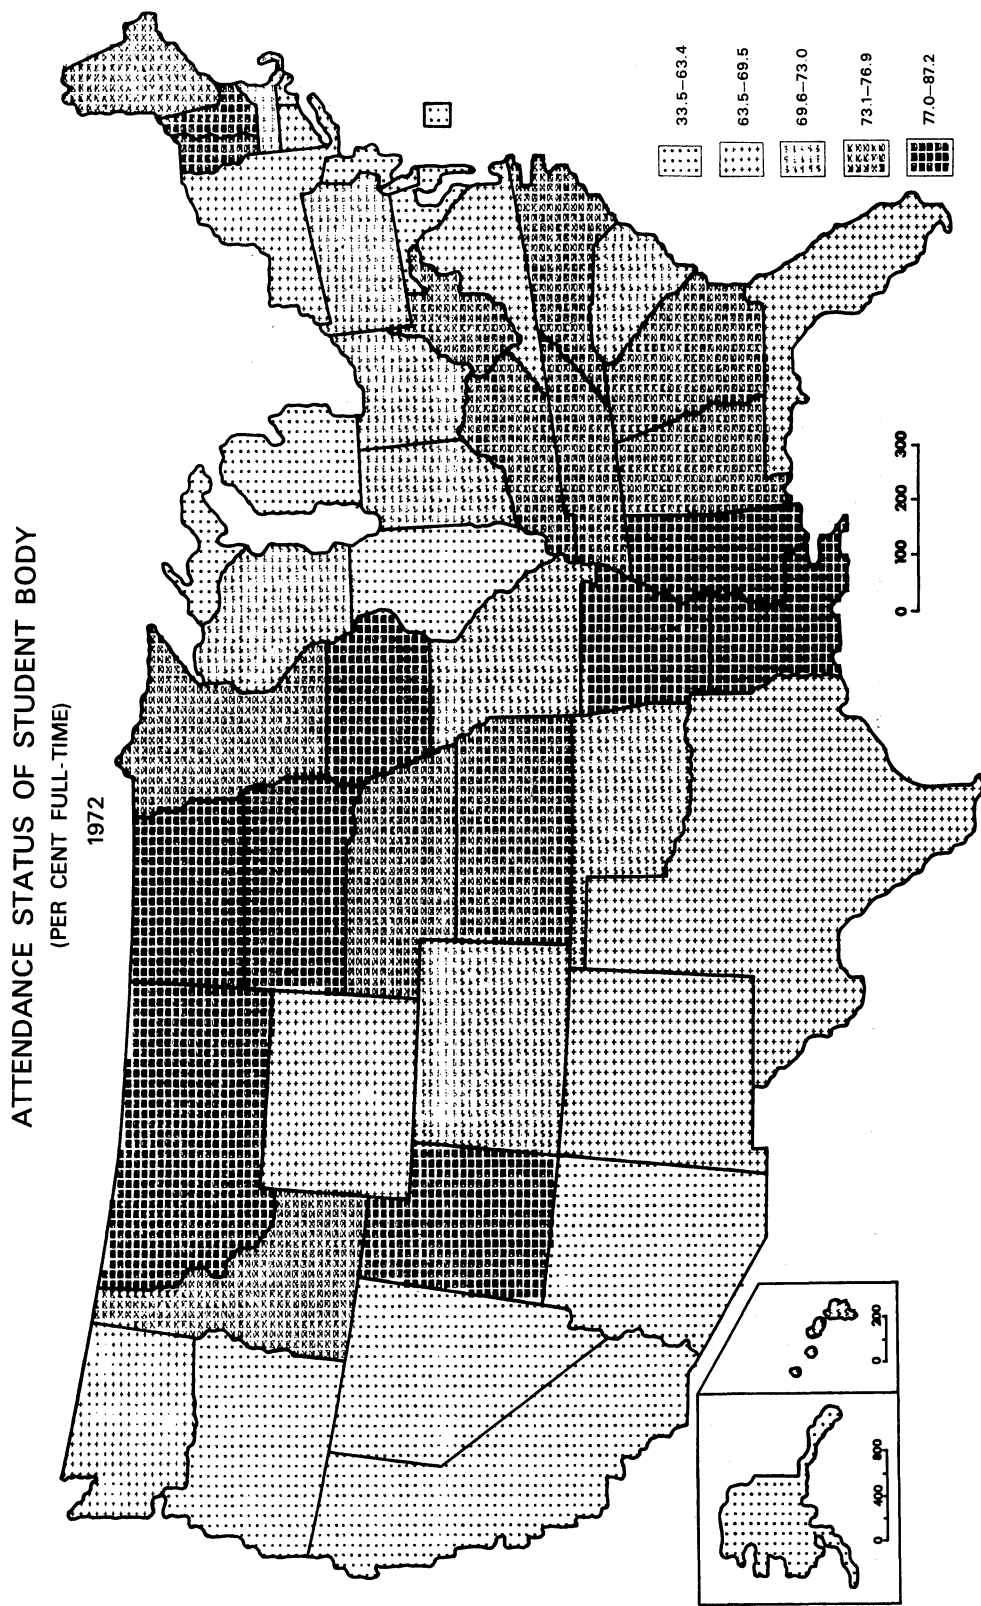 ATTENDANCE STATUS OF STUDENT BODY
(PER CENT FULL-TIME)
1972
33.5–63.4
63.5–69.5
69.6–73.0
73.1–76.9
77.0–87.2
0 100 200 300
0 200
0 400 800